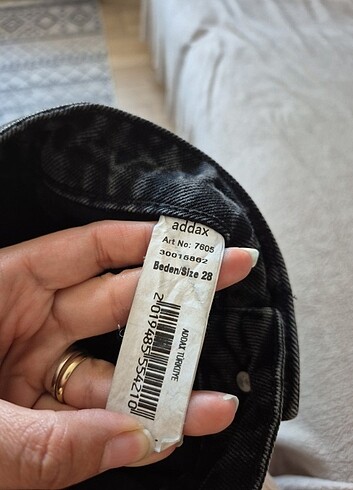 addax
Art No: 7605
30015862
Beden/Size 28
ADDAX TÜRKİYE
2019485554210